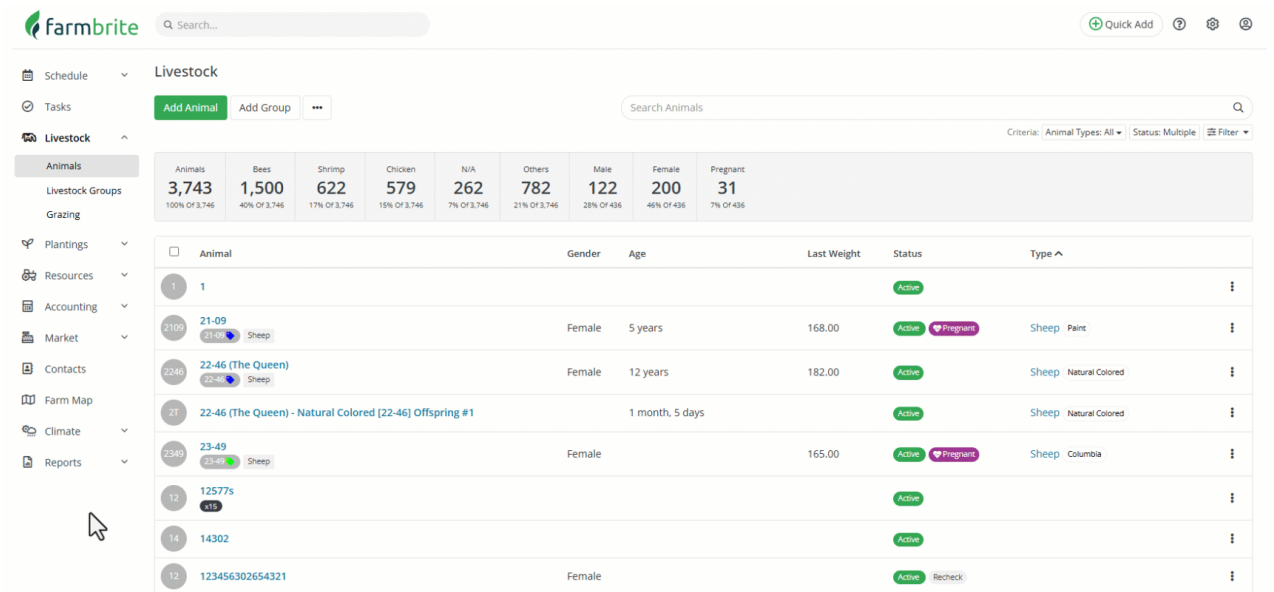 farmbrite
Search...
Quick Add
Schedule
Tasks
Livestock
Animals
Livestock Groups
Grazing
Plantings
Resources
Accounting
Market
Contacts
Farm Map
Climate
Reports
Livestock
Add Animal Add Group
Search Animals
Criteria: Animal Types: All Status: Multiple Filter
Animals Bees Shrimp Chicken N/A Others Male Female Pregnant
3,743 1,500 622 579 262 782 122 200 31
100% Of 3,746 40% Of 3,746 17% Of 3,746 15% Of 3,746 7% Of 3,746 21% Of 3,746 28% Of 436 46% Of 436 7% Of 436
Animal Gender Age Last Weight Status Type
1 1 Active
2109 21-09 Female 5 years 168.00 Active Pregnant Sheep Paint
21-09 Sheep
2246 22-46 (The Queen) Female 12 years 182.00 Active Sheep Natural Colored
22-46 Sheep
2T 22-46 (The Queen) - Natural Colored [22-46] Offspring #1 1 month, 5 days Active Sheep Natural Colored
2349 23-49 Female 165.00 Active Pregnant Sheep Columbia
23-49 Sheep
12 12577s Active
x15
14 14302 Active
12 123456302654321 Female Active Recheck